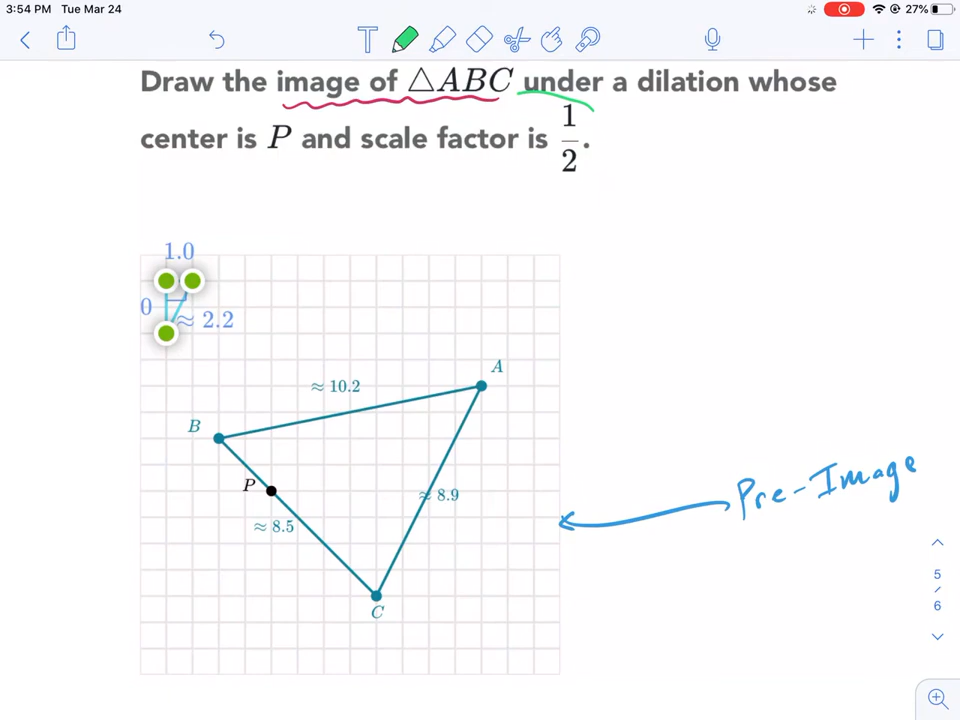 3:54 PM Tue Mar 24
27%
T
Draw the image of △ABC under a dilation whose
center is P and scale factor is 1/2.
1.0
0
≈ 2.2
A
≈ 10.2
B
P
≈ 8.9
Pre-Image
≈ 8.5
C
5
/
6